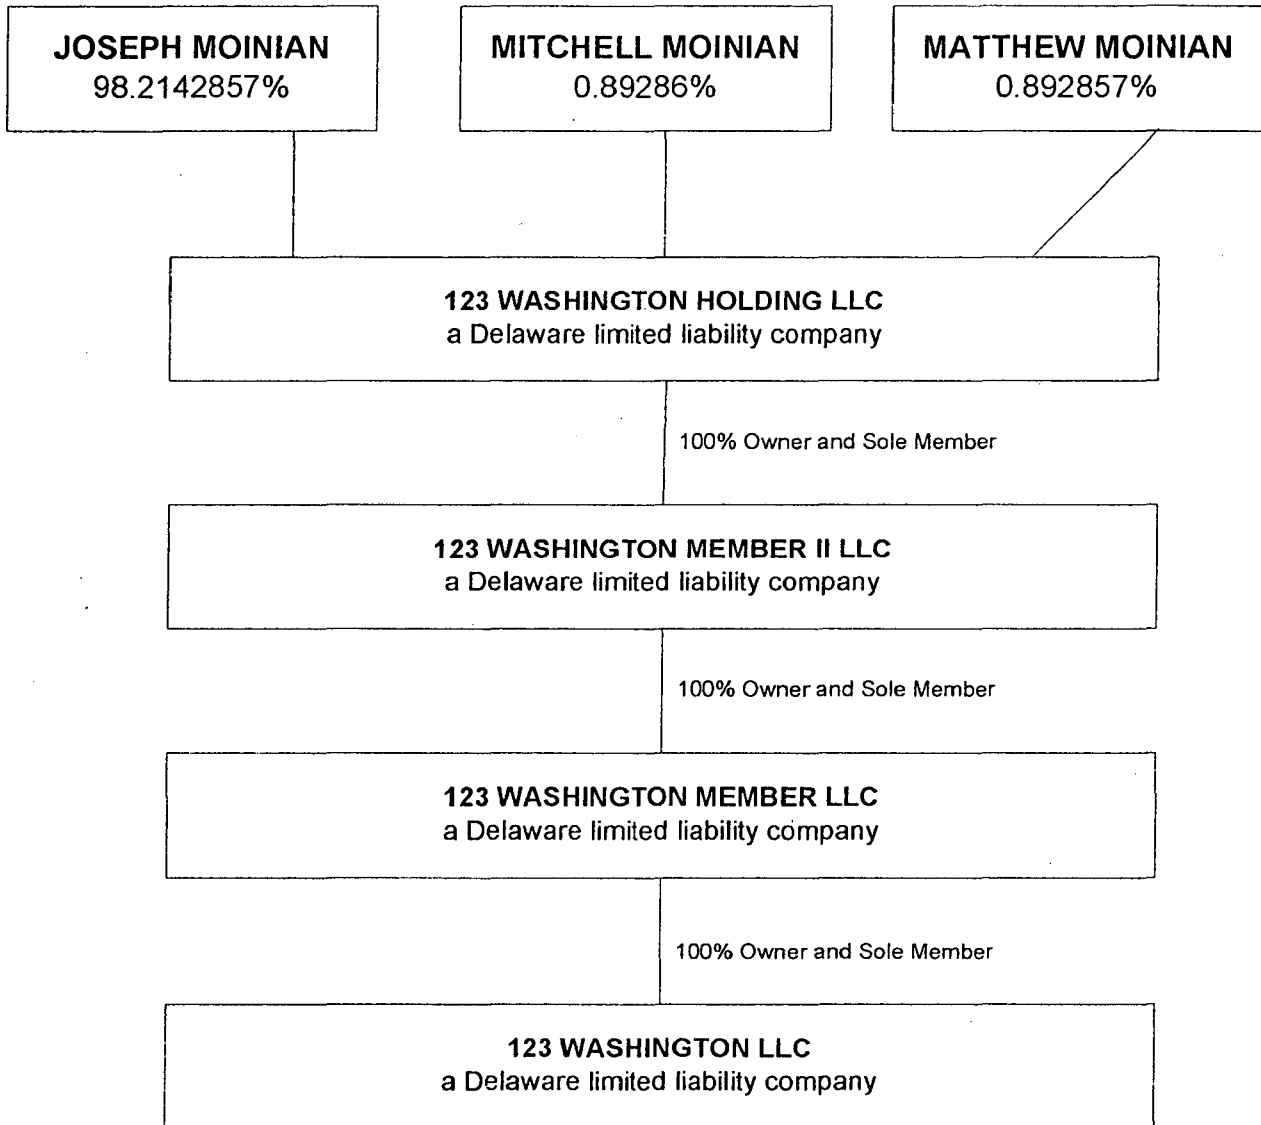 JOSEPH MOINIAN
98.2142857%
MITCHELL MOINIAN
0.89286%
MATTHEW MOINIAN
0.892857%
123 WASHINGTON HOLDING LLC
a Delaware limited liability company
100% Owner and Sole Member
123 WASHINGTON MEMBER II LLC
a Delaware limited liability company
100% Owner and Sole Member
123 WASHINGTON MEMBER LLC
a Delaware limited liability company
100% Owner and Sole Member
123 WASHINGTON LLC
a Delaware limited liability company